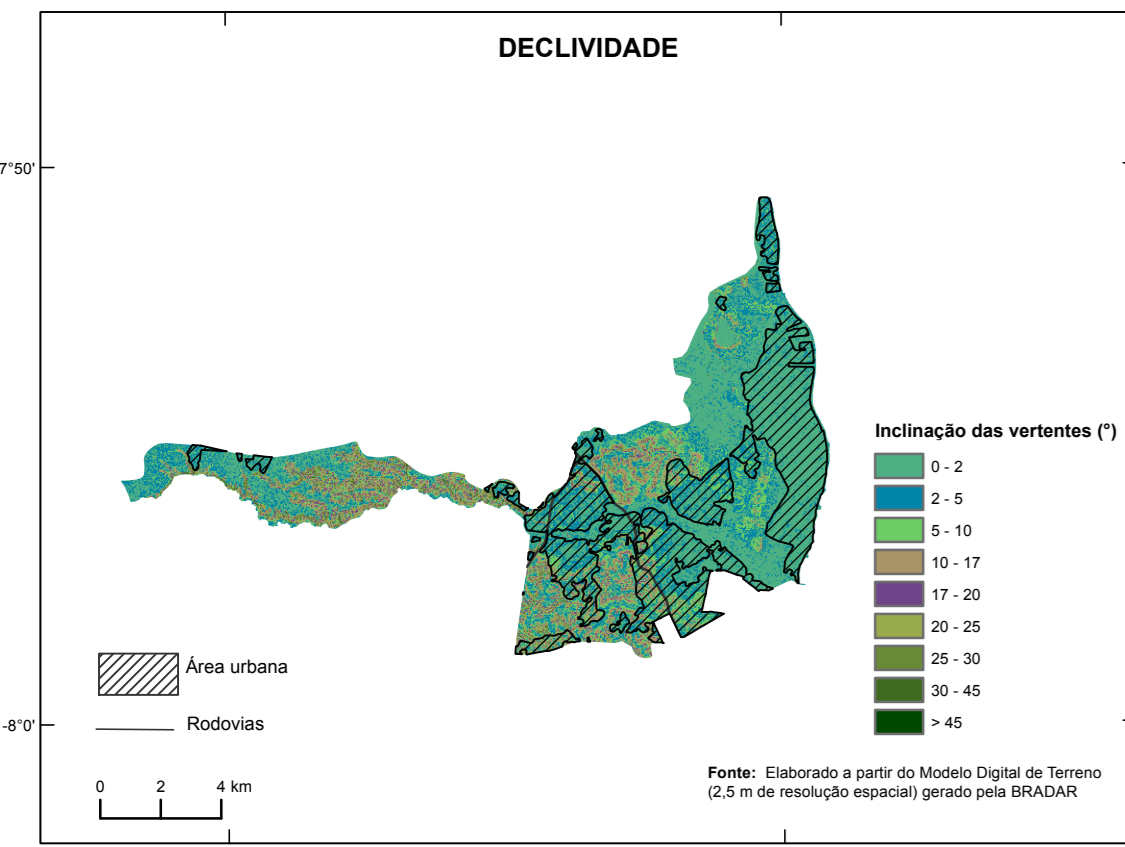 DECLIVIDADE
7°50'
Inclinação das vertentes (°)
0 - 2
2 - 5
5 - 10
10 - 17
17 - 20
20 - 25
25 - 30
30 - 45
> 45
Área urbana
Rodovias
-8°0'
0 2 4 km
Fonte: Elaborado a partir do Modelo Digital de Terreno
(2,5 m de resolução espacial) gerado pela BRADAR